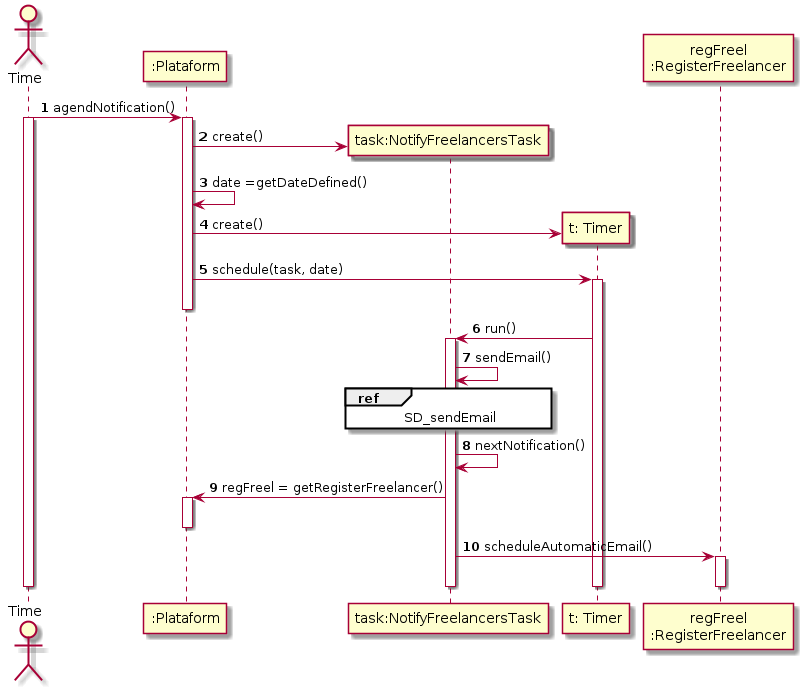 regFreel
:RegisterFreelancer
:Plataform
Time
1 agendNotification()
2 create()
task:NotifyFreelancersTask
3 date =getDateDefined()
4 create()
t: Timer
5 schedule(task, date)
6 run()
7 sendEmail()
ref
SD_sendEmail
8 nextNotification()
9 regFreel = getRegisterFreelancer()
10 scheduleAutomaticEmail()
Time
:Plataform
task:NotifyFreelancersTask
t: Timer
regFreel
:RegisterFreelancer